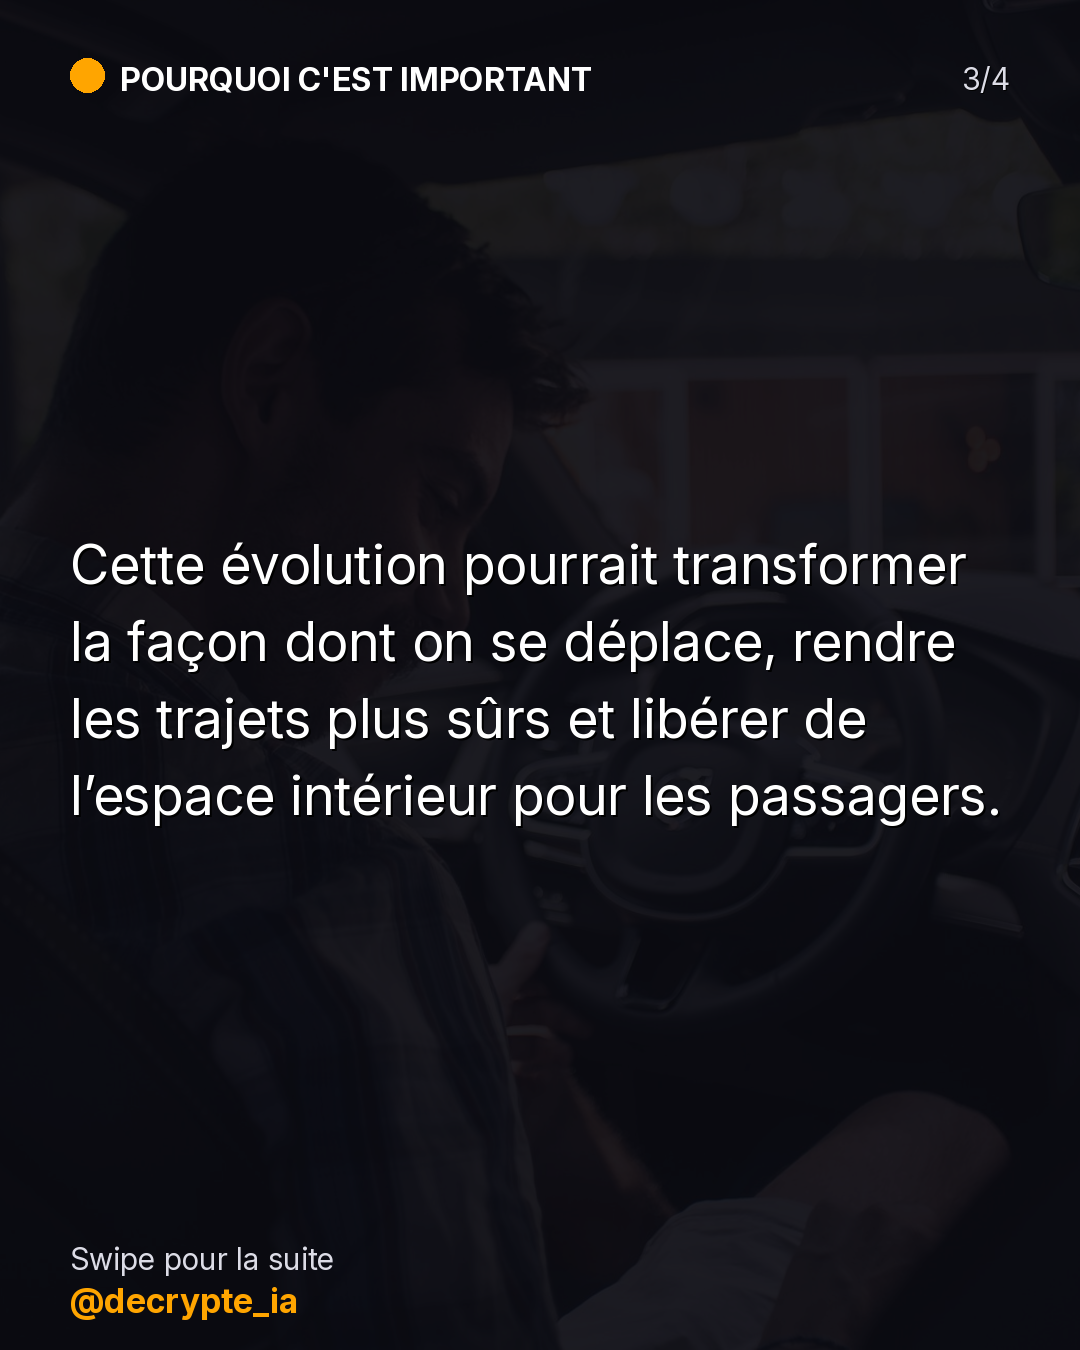 POURQUOI C'EST IMPORTANT
3/4
Cette évolution pourrait transformer
la façon dont on se déplace, rendre
les trajets plus sûrs et libérer de
l’espace intérieur pour les passagers.
Swipe pour la suite
@decrypte_ia